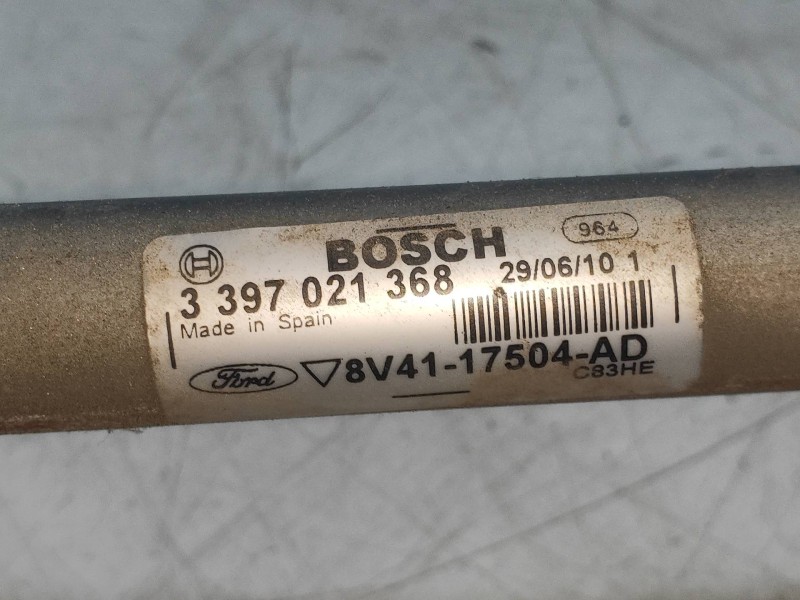 BOSCH
964
3 397 021 368
29/06/10 1
Made in Spain
Ford
8V41-17504-AD
C83HE